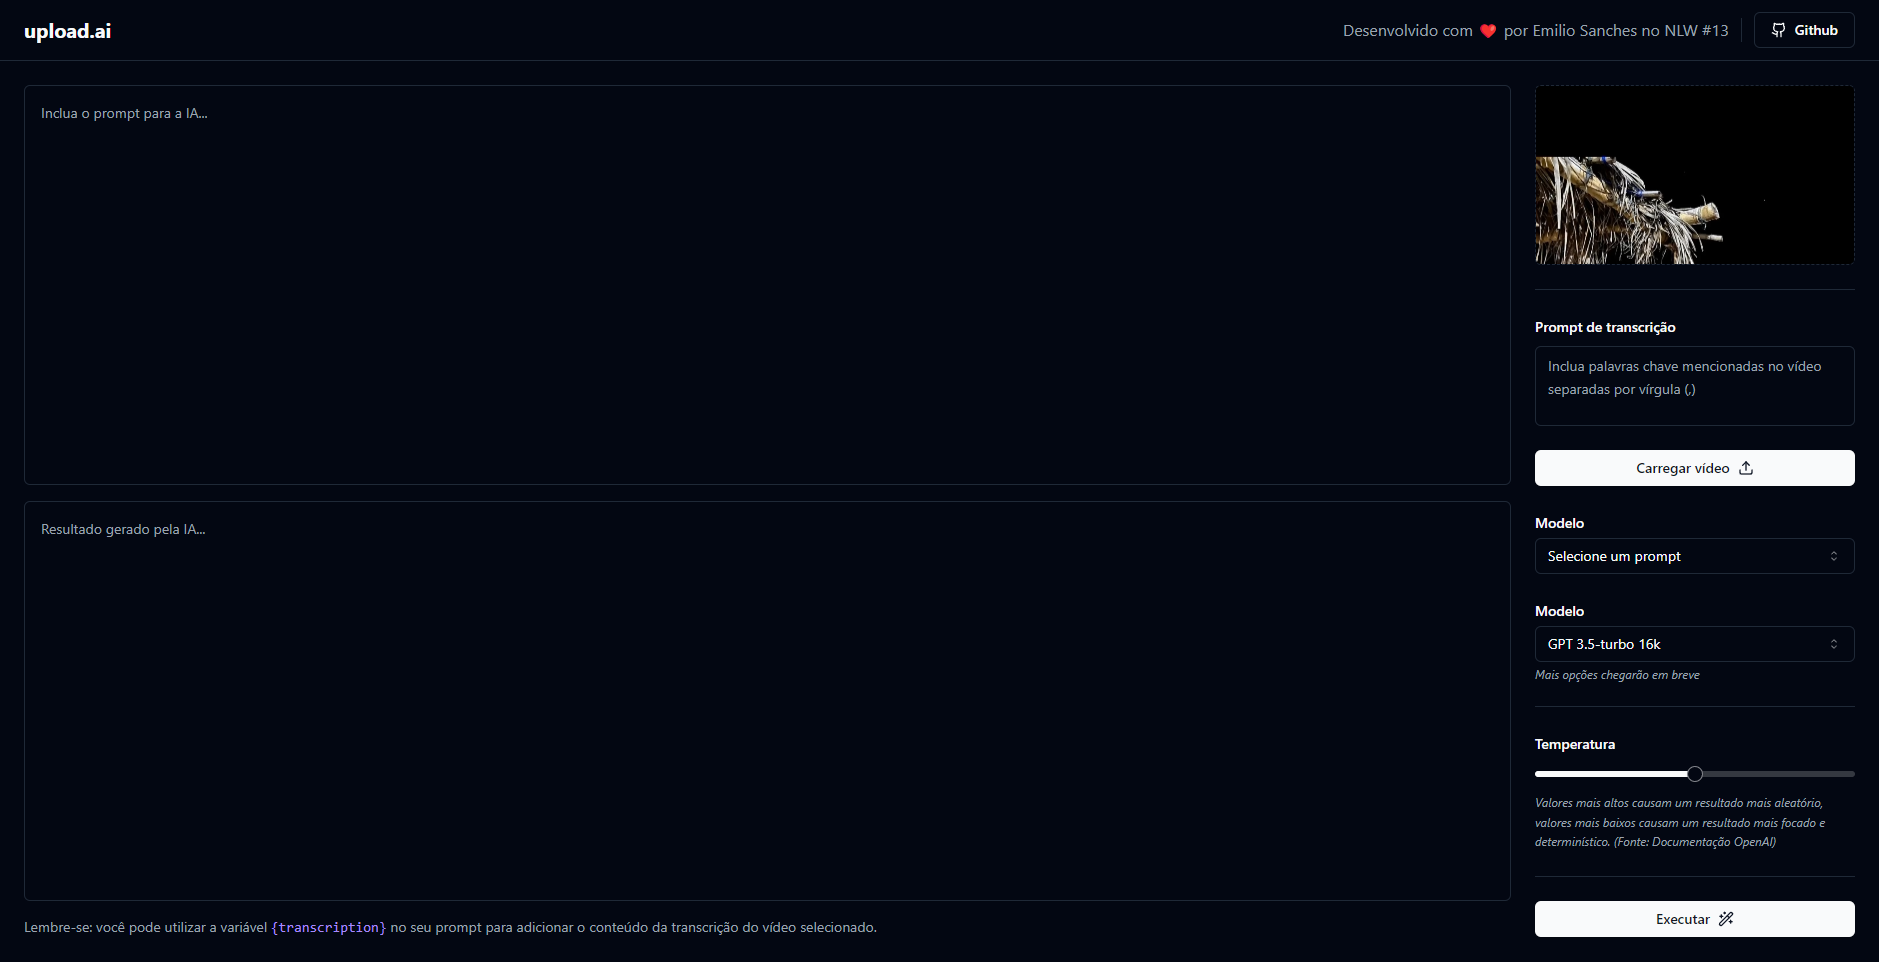 upload.ai
Desenvolvido com ❤️ por Emilio Sanches no NLW #13
Github
Inclua o prompt para a IA...
Resultado gerado pela IA...
Lembre-se: você pode utilizar a variável {transcription} no seu prompt para adicionar o conteúdo da transcrição do vídeo selecionado.
Prompt de transcrição
Inclua palavras chave mencionadas no vídeo
separadas por vírgula (,)
Carregar vídeo
Modelo
Selecione um prompt
Modelo
GPT 3.5-turbo 16k
Mais opções chegarão em breve
Temperatura
Valores mais altos causam um resultado mais aleatório,
valores mais baixos causam um resultado mais focado e
determinístico. (Fonte: Documentação OpenAI)
Executar